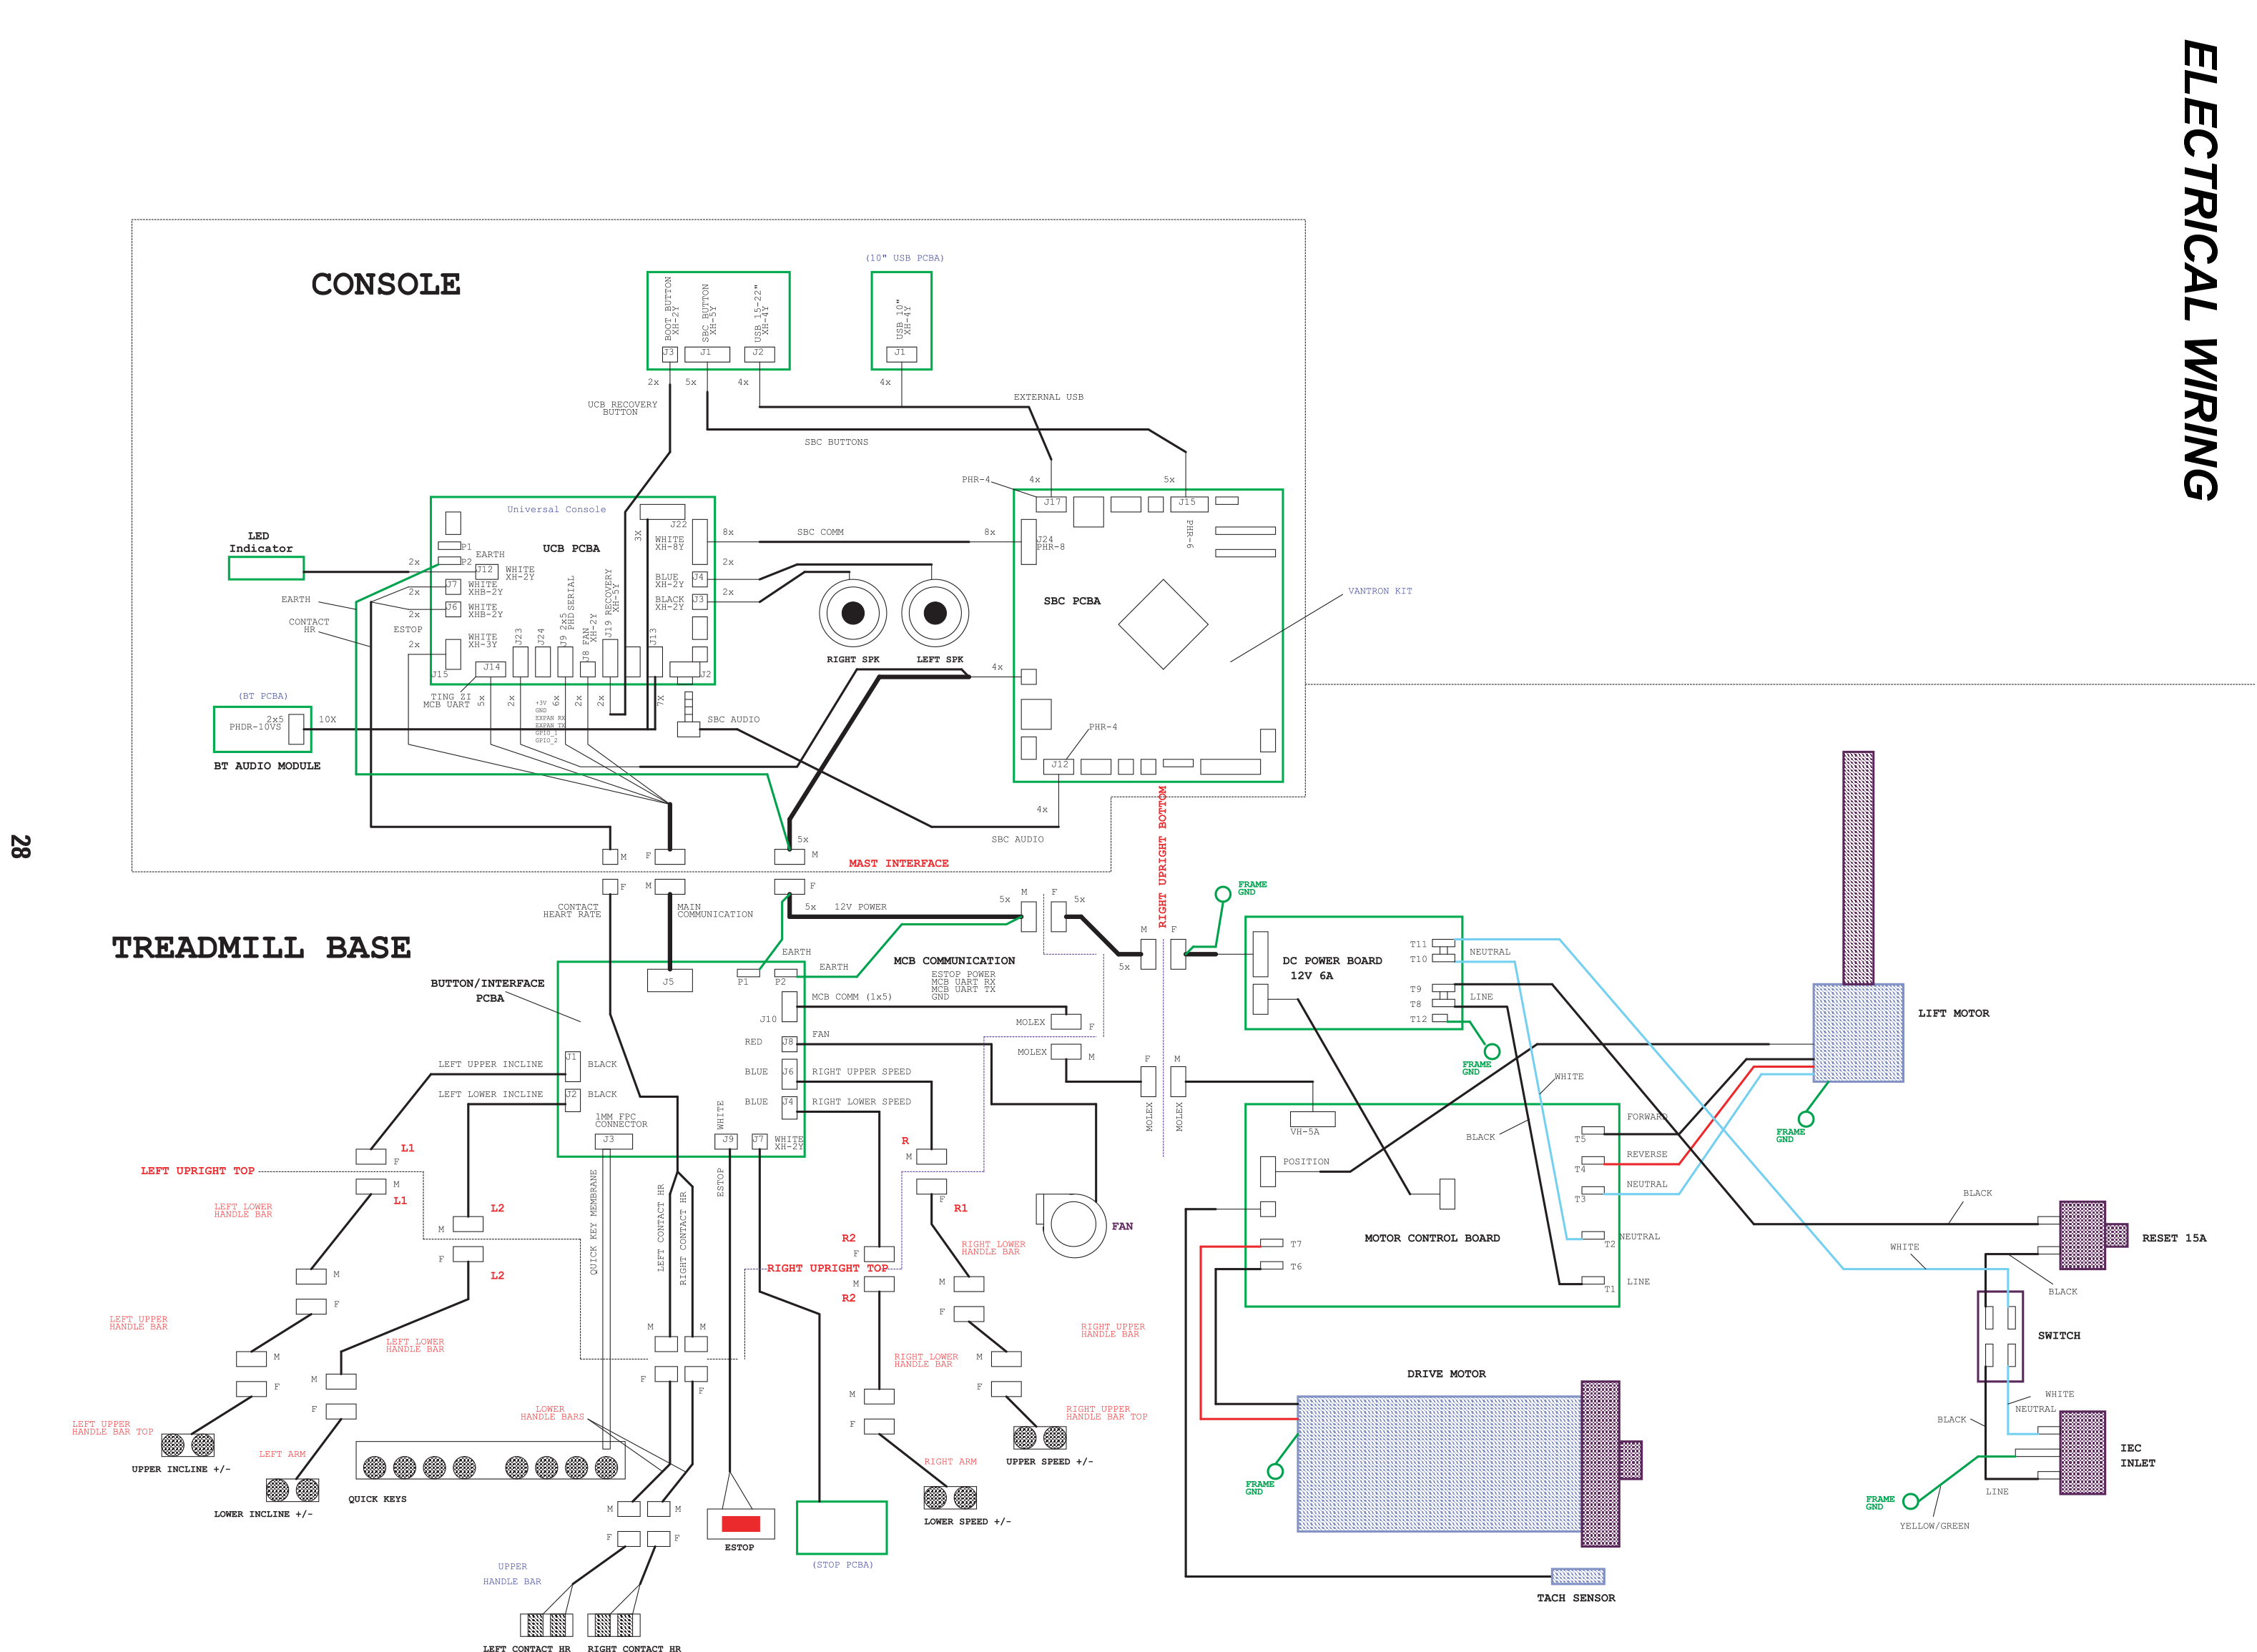 ELECTRICAL WIRING
28
CONSOLE
(10" USB PCBA)
BOOT BUTTON
XH-2Y
SBC BUTTON
XH-5Y
USB 15-22"
XH-4Y
USB 10"
XH-4Y
J3
J1
J2
J1
2x
5x
4x
4x
UCB RECOVERY
BUTTON
EXTERNAL USB
SBC BUTTONS
PHR-4
4x
5x
J17
J15
PHR-6
Universal Console
UCB PCBA
J22
3X
8x
SBC COMM
8x
J24
PHR-8
WHITE
XH-8Y
LED
Indicator
P1
P2
EARTH
2x
J12
WHITE
XH-2Y
J7
WHITE
XHB-2Y
2x
J6
WHITE
XHB-2Y
2x
ESTOP
WHITE
XH-3Y
2x
J15
EARTH
CONTACT
HR
BLUE
XH-2Y
J4
2x
BLACK
XH-2Y
J3
2x
J14
J23
J24
J9 2x5
PHD SERIAL
J8 FAN
XH-2Y
J19 RECOVERY
XH-5Y
J13
J2
TING ZI
MCB UART
5x
2x
6x
2x
2x
7X
+3V
GND
EXPAN RX
EXPAN TX
GPIO_1
GPIO_2
RIGHT SPK
LEFT SPK
SBC PCBA
VANTRON KIT
4x
(BT PCBA)
2x5
PHDR-10VS
10X
BT AUDIO MODULE
SBC AUDIO
PHR-4
J12
4x
SBC AUDIO
5x
M
F
M
F
M
F
MAST INTERFACE
RIGHT UPRIGHT BOTTOM
TREADMILL BASE
CONTACT
HEART RATE
MAIN
COMMUNICATION
5x
12V POWER
5x
M
F
5x
M
F
5x
FRAME
GND
EARTH
EARTH
MCB COMMUNICATION
ESTOP POWER
MCB UART RX
MCB UART TX
GND
BUTTON/INTERFACE
PCBA
J5
P1
P2
MCB COMM (1x5)
J10
MOLEX
F
MOLEX
M
F
M
MOLEX
MOLEX
RED
J8
FAN
BLUE
J6
RIGHT UPPER SPEED
BLUE
J4
RIGHT LOWER SPEED
J1
BLACK
LEFT UPPER INCLINE
J2
BLACK
LEFT LOWER INCLINE
1MM FPC
CONNECTOR
J3
WHITE
J9
J7
WHITE
XH-2Y
DC POWER BOARD
12V 6A
T11
T10
T9
T8
T12
NEUTRAL
LINE
FRAME
GND
LIFT MOTOR
FRAME
GND
WHITE
BLACK
VH-5A
POSITION
MOTOR CONTROL BOARD
T7
T6
FORWARD
T5
REVERSE
T4
NEUTRAL
T3
T2
NEUTRAL
T1
LINE
BLACK
WHITE
BLACK
RESET 15A
SWITCH
WHITE
NEUTRAL
BLACK
IEC
INLET
LINE
FRAME
GND
YELLOW/GREEN
DRIVE MOTOR
FRAME
GND
TACH SENSOR
L1
F
LEFT UPRIGHT TOP
M
L1
LEFT LOWER
HANDLE BAR
L2
M
F
L2
M
F
LEFT UPPER
HANDLE BAR
LEFT LOWER
HANDLE BAR
M
F
M
F
LEFT UPPER
HANDLE BAR TOP
LEFT ARM
UPPER INCLINE +/-
LOWER INCLINE +/-
QUICK KEYS
QUICK KEY MEMBRANE
LEFT CONTACT HR
RIGHT CONTACT HR
ESTOP
M
M
F
F
LOWER
HANDLE BARS
M
M
F
F
UPPER
HANDLE BAR
LEFT CONTACT HR
RIGHT CONTACT HR
ESTOP
(STOP PCBA)
R
M
F
R1
R2
F
RIGHT UPRIGHT TOP
M
R2
RIGHT LOWER
HANDLE BAR
M
F
FAN
RIGHT UPPER
HANDLE BAR
RIGHT LOWER
HANDLE BAR
M
F
M
F
RIGHT UPPER
HANDLE BAR TOP
RIGHT ARM
UPPER SPEED +/-
LOWER SPEED +/-